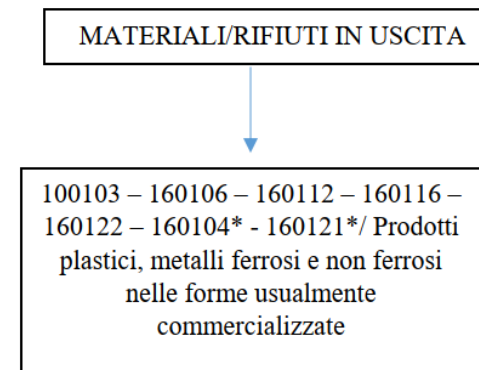 MATERIALI/RIFIUTI IN USCITA
100103 – 160106 – 160112 – 160116 –
160122 – 160104* - 160121*/ Prodotti
plastici, metalli ferrosi e non ferrosi
nelle forme usualmente
commercializzate